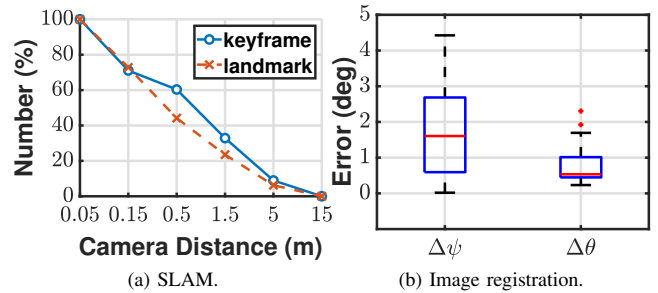 100
80
60
40
20
0
Number (%)
keyframe
landmark
0.05 0.15 0.5 1.5 5 15
Camera Distance (m)
(a) SLAM.
5
4
3
2
1
0
Error (deg)
Δψ Δθ
(b) Image registration.